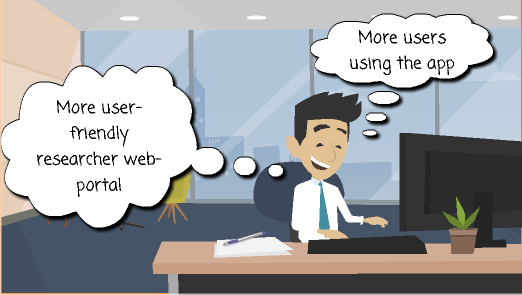 More users
using the app
More user-
friendly
researcher web-
portal